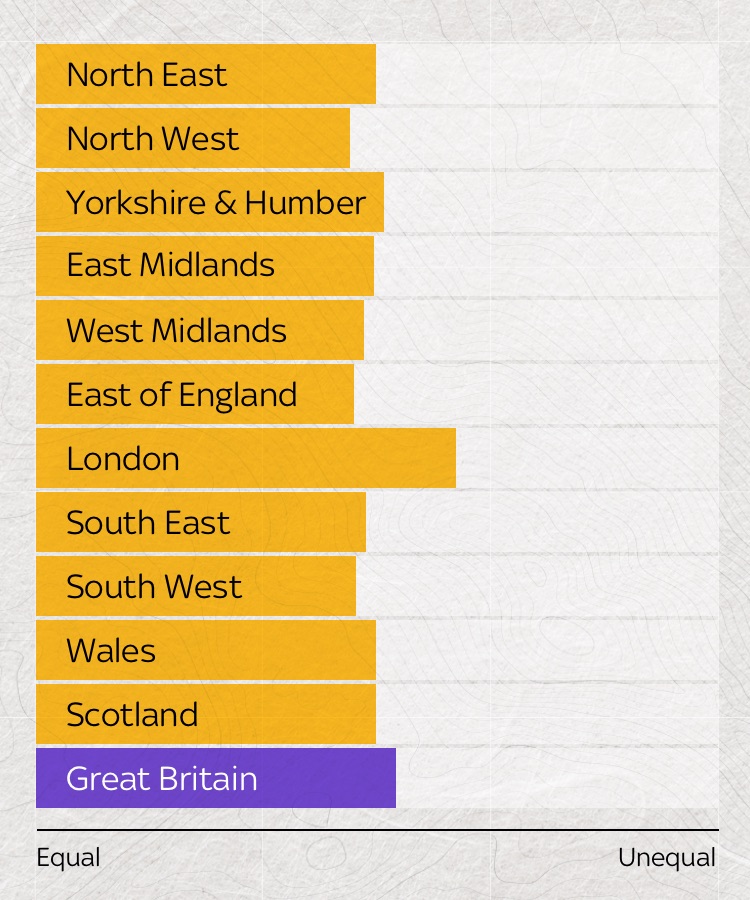 North East
North West
Yorkshire & Humber
East Midlands
West Midlands
East of England
London
South East
South West
Wales
Scotland
Great Britain
Equal Unequal